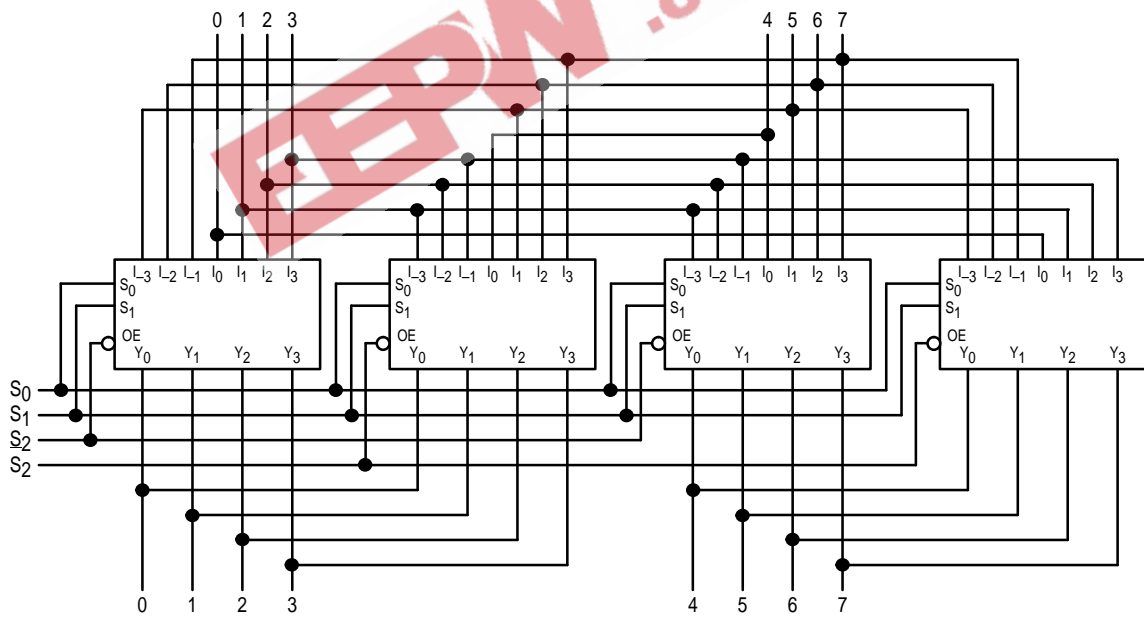 0 1 2 3 4 5 6 7
EEPW .c
I–3 I–2 I–1 I0 I1 I2 I3 I–3 I–2 I–1 I0 I1 I2 I3 I–3 I–2 I–1 I0 I1 I2 I3 I–3 I–2 I–1 I0 I1 I2 I3
S0 S0 S0 S0
S1 S1 S1 S1
OE OE OE OE
Y0 Y1 Y2 Y3 Y0 Y1 Y2 Y3 Y0 Y1 Y2 Y3 Y0 Y1 Y2 Y3
S0
S1
S2
S̅2
0 1 2 3 4 5 6 7